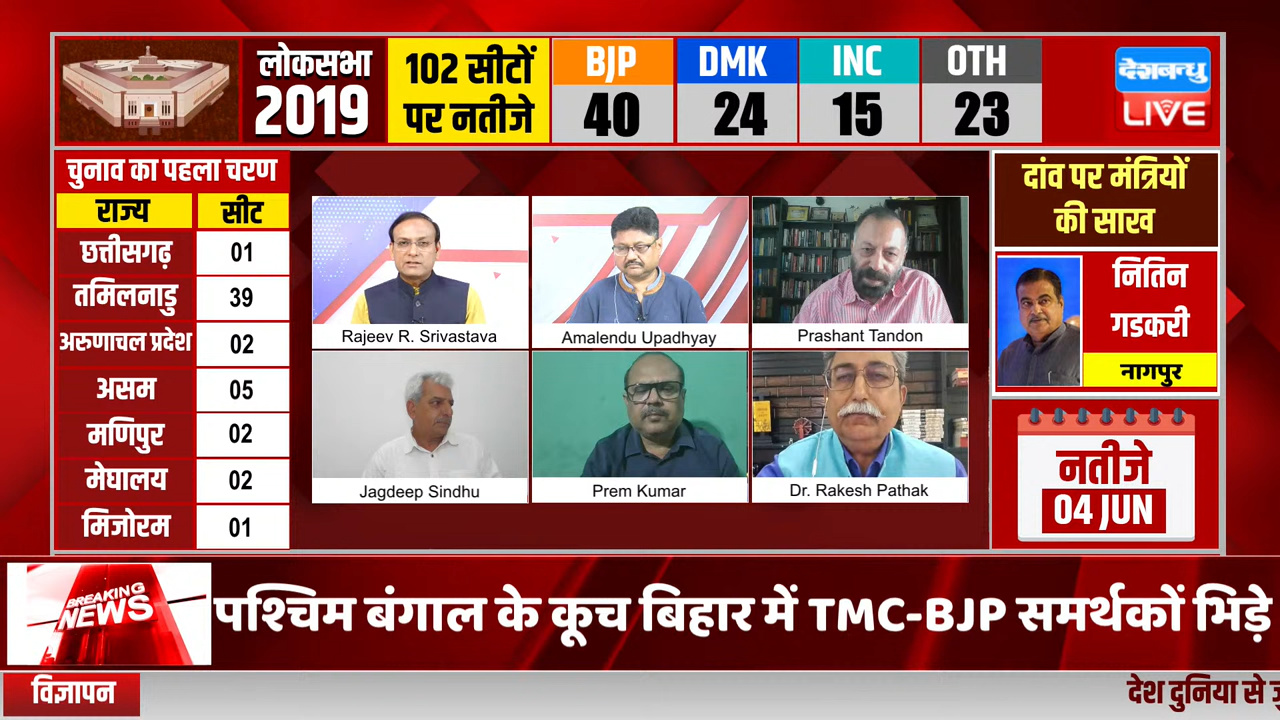 लोकसभा
2019
102 सीटों
पर नतीजे
BJP
40
DMK
24
INC
15
OTH
23
देशबन्धु
LIVE
चुनाव का पहला चरण
राज्य सीट
छत्तीसगढ़ 01
तमिलनाडु 39
अरुणाचल प्रदेश 02
असम 05
मणिपुर 02
मेघालय 02
मिजोरम 01
Rajeev R. Srivastava
Amalendu Upadhyay
Prashant Tandon
Jagdeep Sindhu
Prem Kumar
Dr. Rakesh Pathak
दांव पर मंत्रियों
की साख
नितिन
गडकरी
नागपुर
नतीजे
04 JUN
BREAKING
NEWS
पश्चिम बंगाल के कूच बिहार में TMC-BJP समर्थकों भिड़े
विज्ञापन
देश दुनिया से